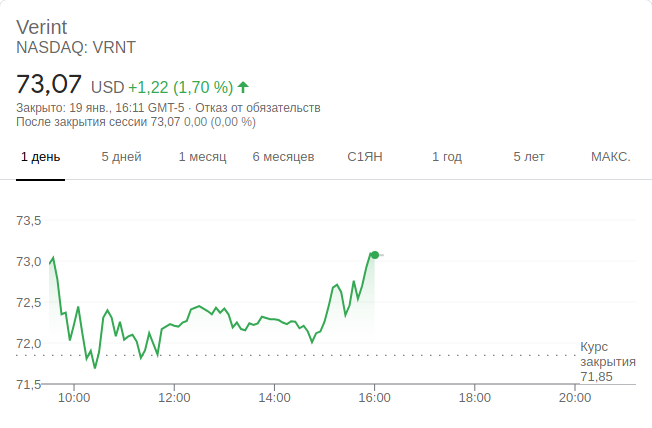 Verint
NASDAQ: VRNT
73,07 USD +1,22 (1,70 %)
Закрыто: 19 янв., 16:11 GMT-5 · Отказ от обязательств
После закрытия сессии 73,07 0,00 (0,00 %)
1 день 5 дней 1 месяц 6 месяцев С1ЯН 1 год 5 лет МАКС.
73,5
73,0
72,5
72,0
Курс
закрытия
71,85
71,5
10:00 12:00 14:00 16:00 18:00 20:00